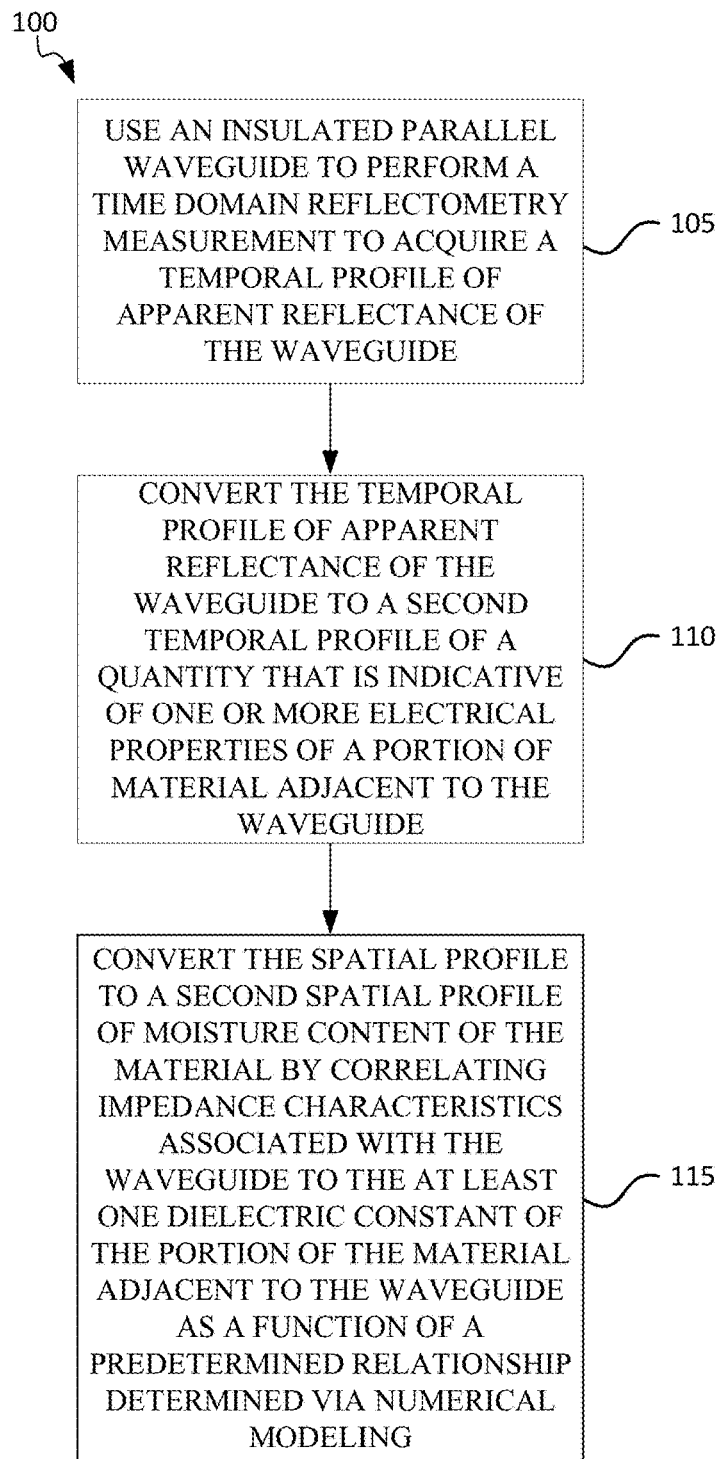 100
USE AN INSULATED PARALLEL
WAVEGUIDE TO PERFORM A
TIME DOMAIN REFLECTOMETRY
MEASUREMENT TO ACQUIRE A
TEMPORAL PROFILE OF
APPARENT REFLECTANCE OF
THE WAVEGUIDE
105
CONVERT THE TEMPORAL
PROFILE OF APPARENT
REFLECTANCE OF THE
WAVEGUIDE TO A SECOND
TEMPORAL PROFILE OF A
QUANTITY THAT IS INDICATIVE
OF ONE OR MORE ELECTRICAL
PROPERTIES OF A PORTION OF
MATERIAL ADJACENT TO THE
WAVEGUIDE
110
CONVERT THE SPATIAL PROFILE
TO A SECOND SPATIAL PROFILE
OF MOISTURE CONTENT OF THE
MATERIAL BY CORRELATING
IMPEDANCE CHARACTERISTICS
ASSOCIATED WITH THE
WAVEGUIDE TO THE AT LEAST
ONE DIELECTRIC CONSTANT OF
THE PORTION OF THE MATERIAL
ADJACENT TO THE WAVEGUIDE
AS A FUNCTION OF A
PREDETERMINED RELATIONSHIP
DETERMINED VIA NUMERICAL
MODELING
115